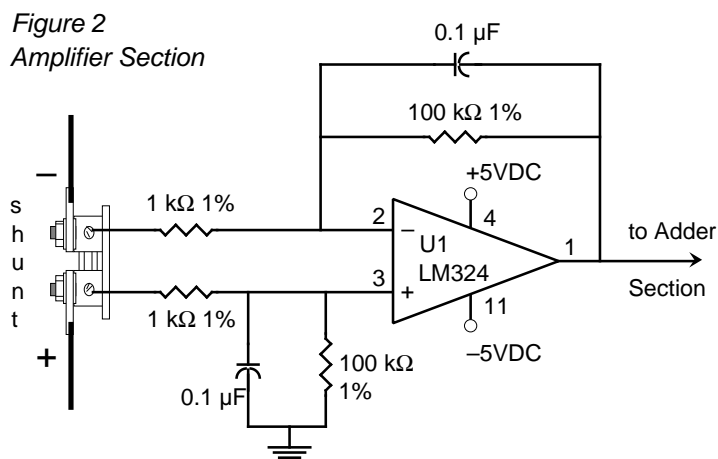 Figure 2
Amplifier Section
0.1 µF
100 kΩ 1%
+5VDC
–
shunt
1 kΩ 1%
2
–
4
U1
1
to Adder
LM324
3
+
Section
1 kΩ 1%
11
–5VDC
+
0.1 µF
100 kΩ
1%